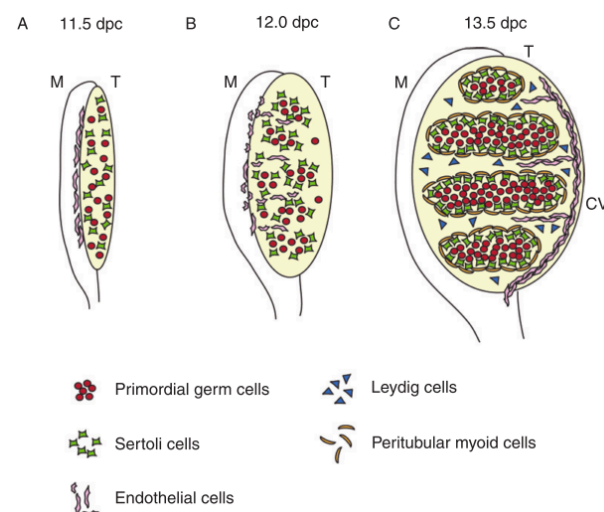 A 11.5 dpc B 12.0 dpc C 13.5 dpc
M T M T M T
CV
Primordial germ cells Leydig cells
Sertoli cells Peritubular myoid cells
Endothelial cells